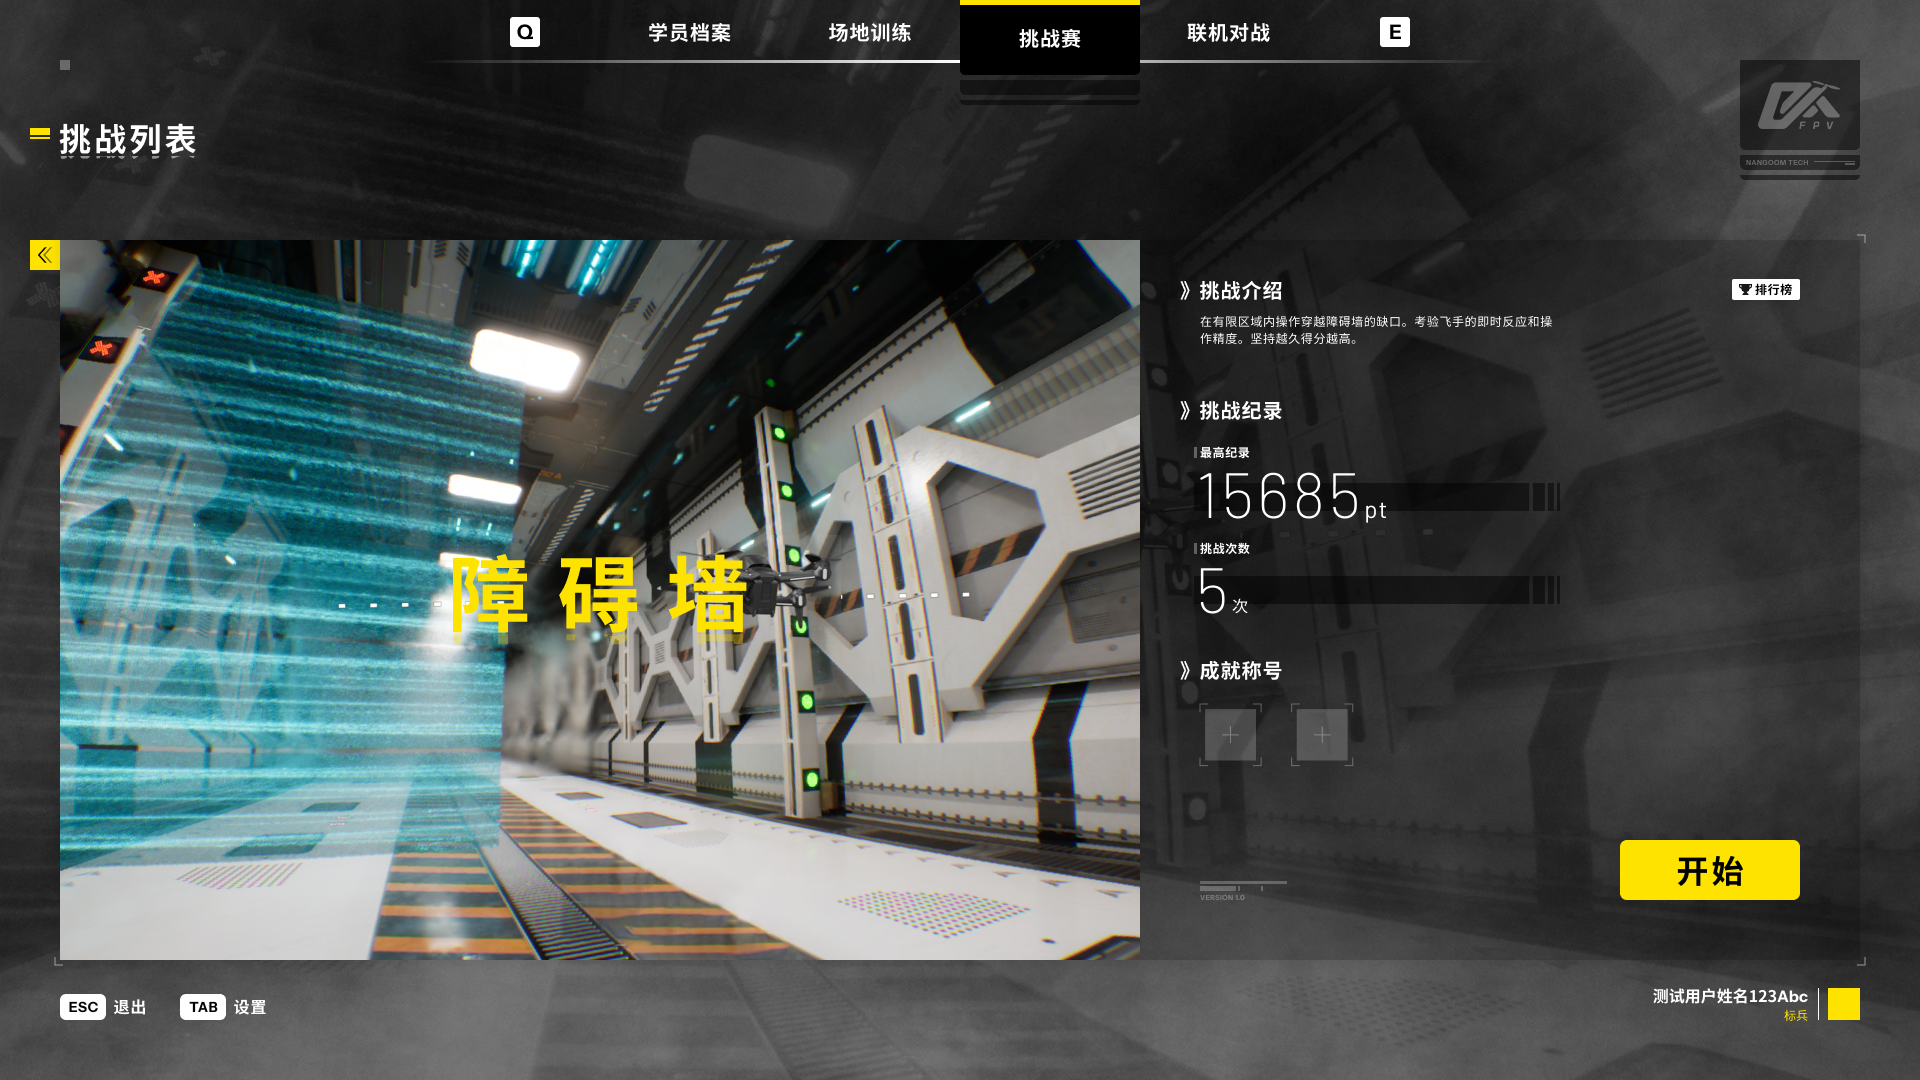 Q
学员档案
场地训练
挑战赛
联机对战
E
挑战列表
FPV
NANGOOM TECH
障碍墙
挑战介绍
排行榜
在有限区域内操作穿越障碍墙的缺口。考验飞手的即时反应和操
作精度。坚持越久得分越高。
挑战纪录
最高纪录
15685pt
挑战次数
5次
成就称号
VERSION 1.0
开始
ESC 退出
TAB 设置
测试用户姓名123Abc
标兵